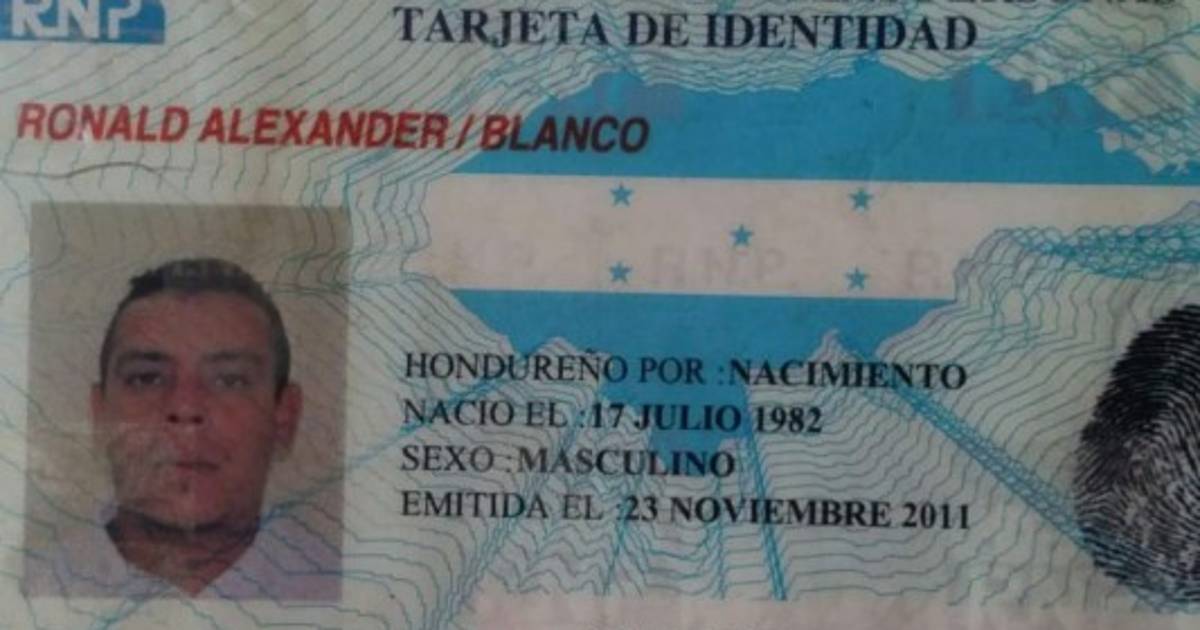 RNP
TARJETA DE IDENTIDAD
RONALD ALEXANDER / BLANCO
HONDUREÑO POR :NACIMIENTO
NACIO EL :17 JULIO 1982
SEXO :MASCULINO
EMITIDA EL :23 NOVIEMBRE 2011